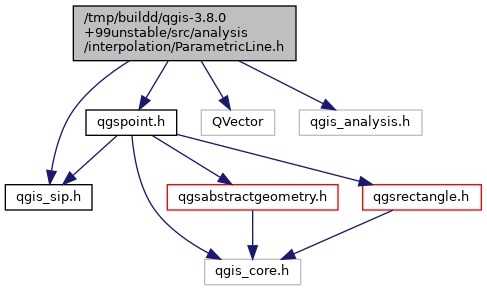 /tmp/buildd/qgis-3.8.0
+99unstable/src/analysis
/interpolation/ParametricLine.h
qgspoint.h
QVector
qgis_analysis.h
qgis_sip.h
qgsabstractgeometry.h
qgsrectangle.h
qgis_core.h